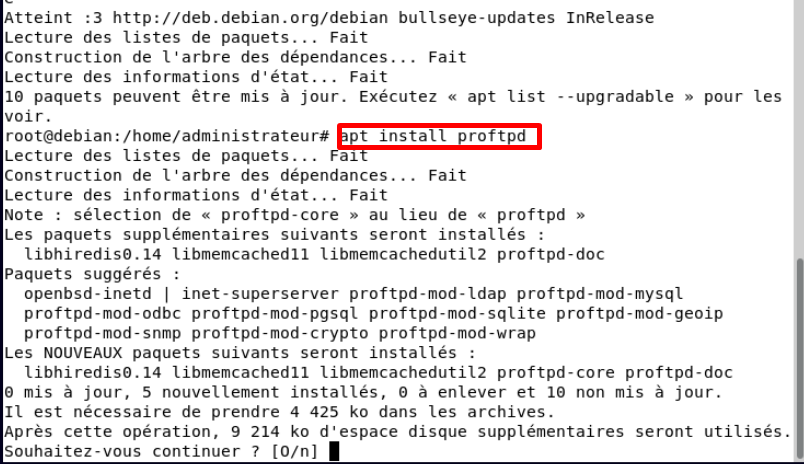 Atteint :3 http://deb.debian.org/debian bullseye-updates InRelease
Lecture des listes de paquets... Fait
Construction de l'arbre des dépendances... Fait
Lecture des informations d'état... Fait
10 paquets peuvent être mis à jour. Exécutez « apt list --upgradable » pour les
voir.
root@debian:/home/administrateur# apt install proftpd
Lecture des listes de paquets... Fait
Construction de l'arbre des dépendances... Fait
Lecture des informations d'état... Fait
Note : sélection de « proftpd-core » au lieu de « proftpd »
Les paquets supplémentaires suivants seront installés :
  libhiredis0.14 libmemcached11 libmemcachedutil2 proftpd-doc
Paquets suggérés :
  openbsd-inetd | inet-superserver proftpd-mod-ldap proftpd-mod-mysql
  proftpd-mod-odbc proftpd-mod-pgsql proftpd-mod-sqlite proftpd-mod-geoip
  proftpd-mod-snmp proftpd-mod-crypto proftpd-mod-wrap
Les NOUVEAUX paquets suivants seront installés :
  libhiredis0.14 libmemcached11 libmemcachedutil2 proftpd-core proftpd-doc
0 mis à jour, 5 nouvellement installés, 0 à enlever et 10 non mis à jour.
Il est nécessaire de prendre 4 425 ko dans les archives.
Après cette opération, 9 214 ko d'espace disque supplémentaires seront utilisés.
Souhaitez-vous continuer ? [O/n]